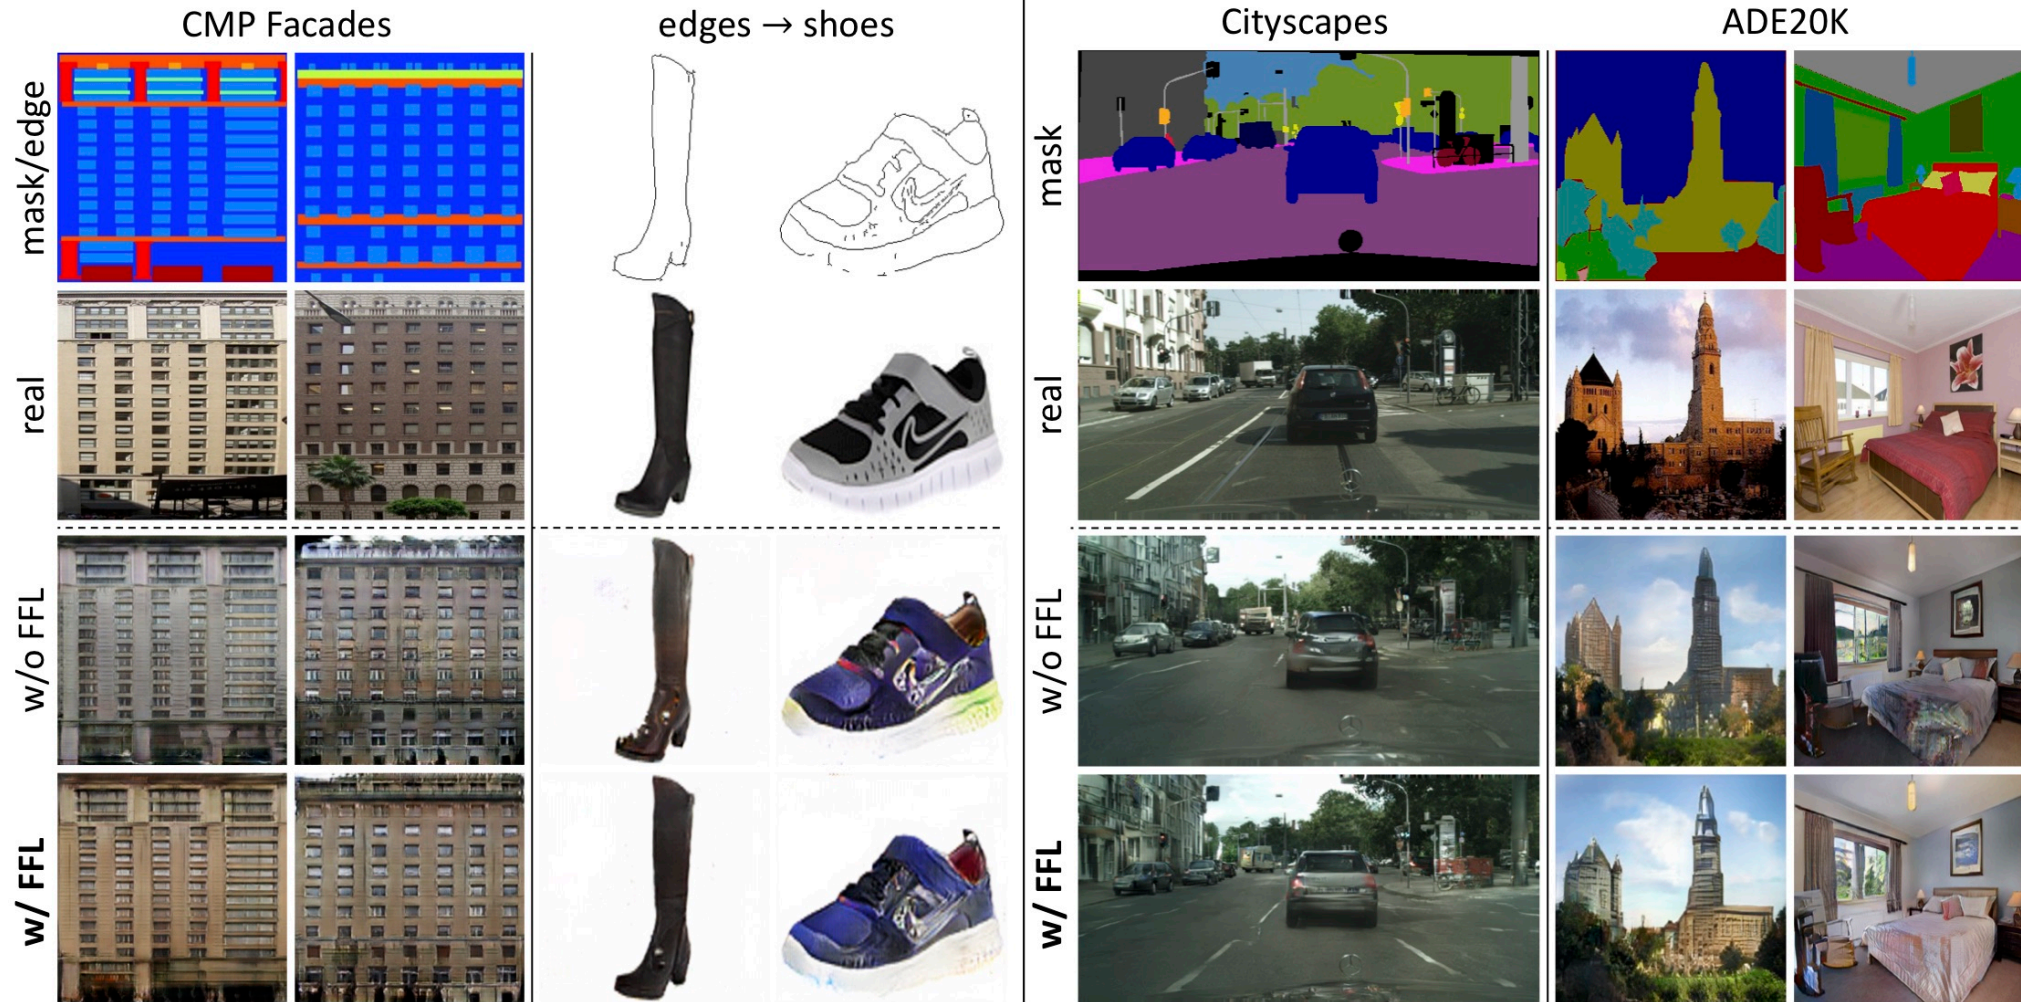 CMP Facades
edges → shoes
Cityscapes
ADE20K
mask/edge
real
w/o FFL
w/ FFL
mask
real
w/o FFL
w/ FFL